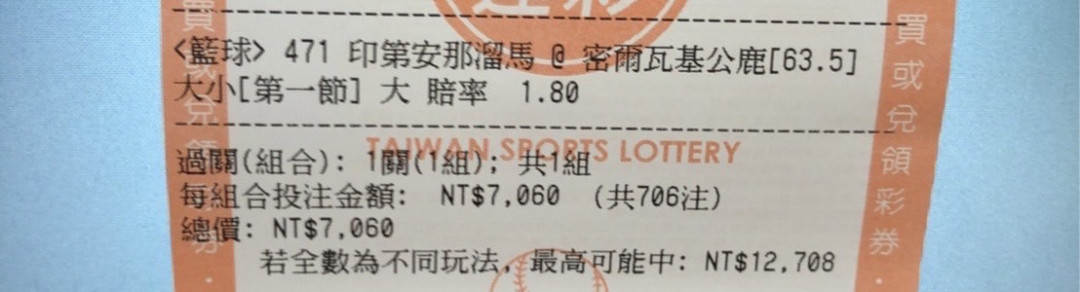 <籃球> 471 印第安那溜馬 @ 密爾瓦基公鹿[63.5]
大小[第一節] 大 賠率 1.80
TAIWAN SPORTS LOTTERY
過關(組合): 1關(1組); 共1組
每組合投注金額: NT$7,060 (共706注)
總價: NT$7,060
若全數為不同玩法, 最高可能中: NT$12,708
買或兌領彩券.